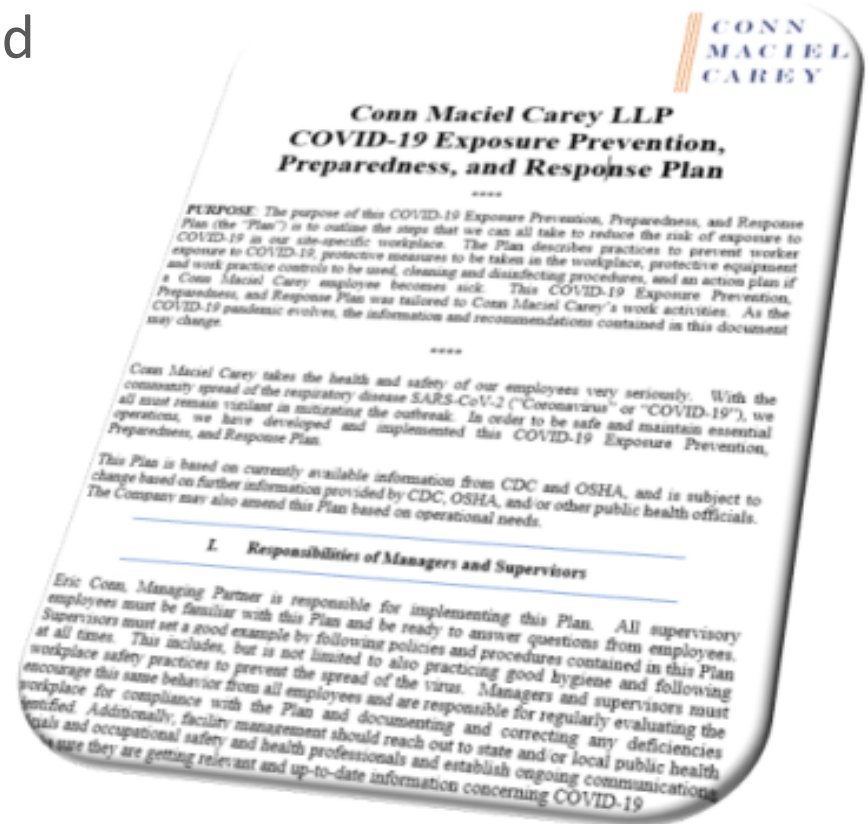 d
CONN
MACIEL
CAREY
Conn Maciel Carey LLP
COVID-19 Exposure Prevention,
Preparedness, and Response Plan
****
PURPOSE: The purpose of this COVID-19 Exposure Prevention, Preparedness, and Response
Plan (the “Plan”) is to outline the steps that we can all take to reduce the risk of exposure to
COVID-19 in our site-specific workplace. The Plan describes practices to prevent worker
exposure to COVID-19, protective measures to be taken in the workplace, protective equipment
and work practice controls to be used, cleaning and disinfecting procedures, and an action plan if
a Conn Maciel Carey employee becomes sick. This COVID-19 Exposure Prevention,
Preparedness, and Response Plan was tailored to Conn Maciel Carey’s work activities. As the
COVID-19 pandemic evolves, the information and recommendations contained in this document
may change.
****
Conn Maciel Carey takes the health and safety of our employees very seriously. With the
community spread of the respiratory disease SARS-CoV-2 (“Coronavirus” or “COVID-19”), we
all must remain vigilant in mitigating the outbreak. In order to be safe and maintain essential
operations, we have developed and implemented this COVID-19 Exposure Prevention,
Preparedness, and Response Plan.
This Plan is based on currently available information from CDC and OSHA, and is subject to
change based on further information provided by CDC, OSHA, and/or other public health officials.
The Company may also amend this Plan based on operational needs.
I. Responsibilities of Managers and Supervisors
Eric Conn, Managing Partner is responsible for implementing this Plan. All supervisory
employees must be familiar with this Plan and be ready to answer questions from employees.
Supervisors must set a good example by following policies and procedures contained in this Plan
at all times. This includes, but is not limited to also practicing good hygiene and following
workplace safety practices to prevent the spread of the virus. Managers and supervisors must
encourage this same behavior from all employees and are responsible for regularly evaluating the
workplace for compliance with the Plan and documenting and correcting any deficiencies
entified. Additionally, facility management should reach out to state and/or local public health
cials and occupational safety and health professionals and establish ongoing communications
sure they are getting relevant and up-to-date information concerning COVID-19